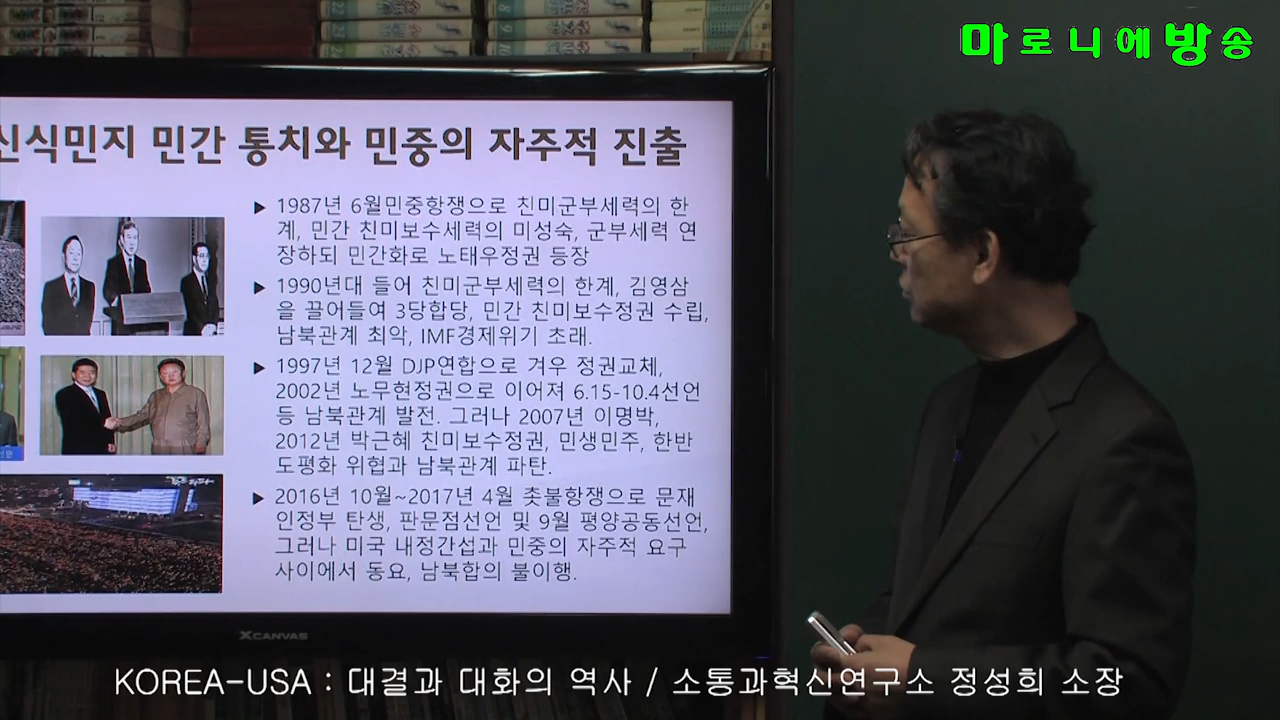 마로니에방송
신식민지 민간 통치와 민중의 자주적 진출
▶ 1987년 6월민중항쟁으로 친미군부세력의 한
계, 민간 친미보수세력의 미성숙, 군부세력 연
장하되 민간화로 노태우정권 등장
▶ 1990년대 들어 친미군부세력의 한계, 김영삼
을 끌어들여 3당합당, 민간 친미보수정권 수립,
남북관계 최악, IMF경제위기 초래.
▶ 1997년 12월 DJP연합으로 겨우 정권교체,
2002년 노무현정권으로 이어져 6.15-10.4선언
등 남북관계 발전. 그러나 2007년 이명박,
2012년 박근혜 친미보수정권, 민생민주, 한반
도평화 위협과 남북관계 파탄.
▶ 2016년 10월~2017년 4월 촛불항쟁으로 문재
인정부 탄생, 판문점선언 및 9월 평양공동선언,
그러나 미국 내정간섭과 민중의 자주적 요구
사이에서 동요, 남북합의 불이행.
XCANVAS
KOREA-USA : 대결과 대화의 역사 / 소통과혁신연구소 정성희 소장